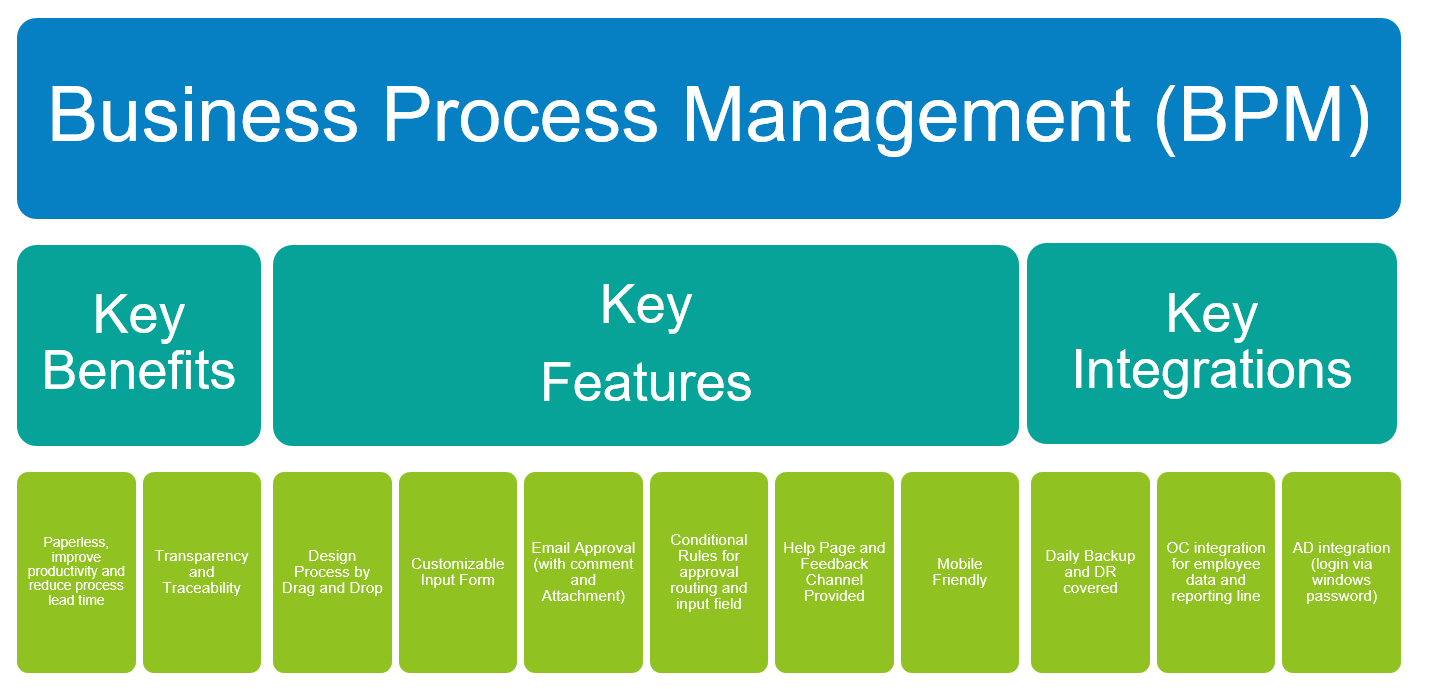 Business Process Management (BPM)
Key
Benefits
Key
Features
Key
Integrations
Paperless,
improve
productivity and
reduce process
lead time
Transparency
and
Traceability
Design
Process by
Drag and Drop
Customizable
Input Form
Email Approval
(with comment
and
Attachment)
Conditional
Rules for
approval
routing and
input field
Help Page and
Feedback
Channel
Provided
Mobile
Friendly
Daily Backup
and DR
covered
OC integration
for employee
data and
reporting line
AD integration
(login via
windows
password)